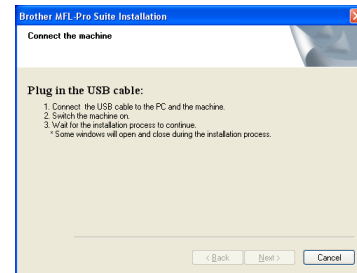 Brother MFL-Pro Suite Installation
Connect the machine
Plug in the USB cable:
1. Connect the USB cable to the PC and the machine.
2. Switch the machine on.
3. Wait for the installation process to continue.
* Some windows will open and close during the installation process.
< Back Next > Cancel